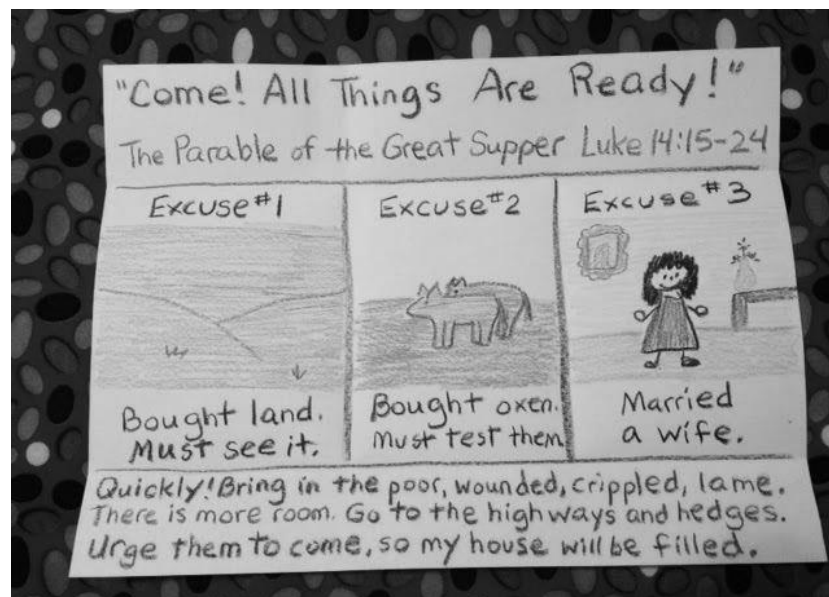 "Come! All Things Are Ready!"
The Parable of the Great Supper Luke 14:15-24
Excuse #1
Bought land.
Must see it.
Excuse #2
Bought oxen.
Must test them
Excuse #3
Married
a wife.
Quickly! Bring in the poor, wounded, crippled, lame.
There is more room. Go to the highways and hedges.
Urge them to come, so my house will be filled.